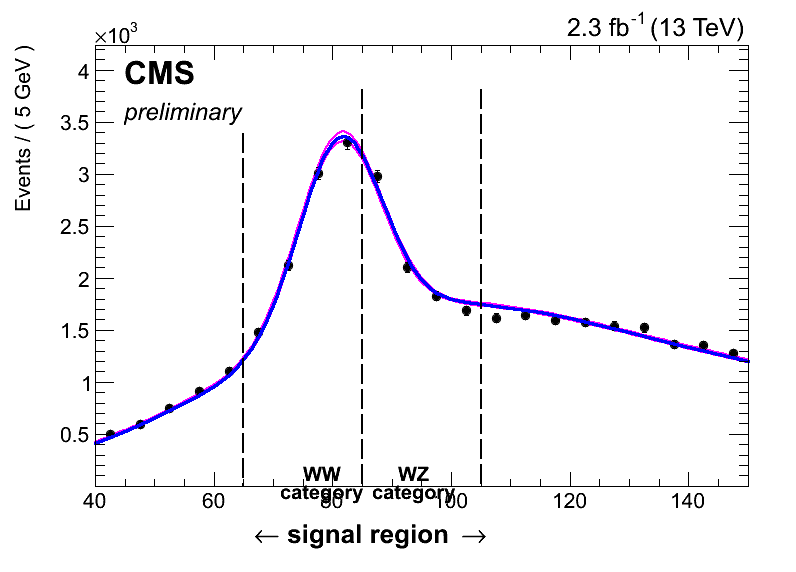 ×10³
2.3 fb⁻¹ (13 TeV)
Events / ( 5 GeV )
CMS
preliminary
4
3.5
3
2.5
2
1.5
1
0.5
WW WZ
category category
40 60 80 100 120 140
← signal region →